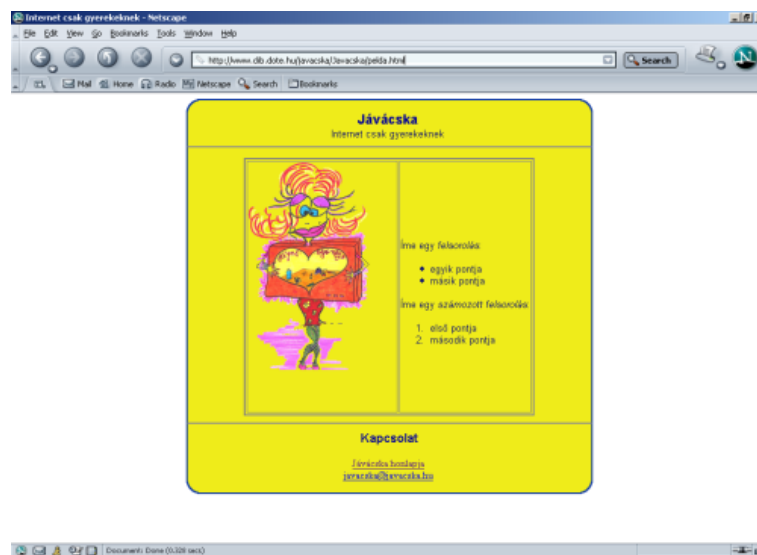 Internet csak gyerekeknek - Netscape
File Edit View Go Bookmarks Tools Window Help
http://www.dib.dote.hu/javacska/Javacska/pelda.html
Search
Mail Home Radio Netscape Search Bookmarks
Jávácska
Internet csak gyerekeknek
Íme egy felsorolás:
egyik pontja
másik pontja
Íme egy számozott felsorolás:
1. első pontja
2. második pontja
Kapcsolat
Jávácska honlapja
javacska@javacska.hu
Document: Done (0.328 secs)